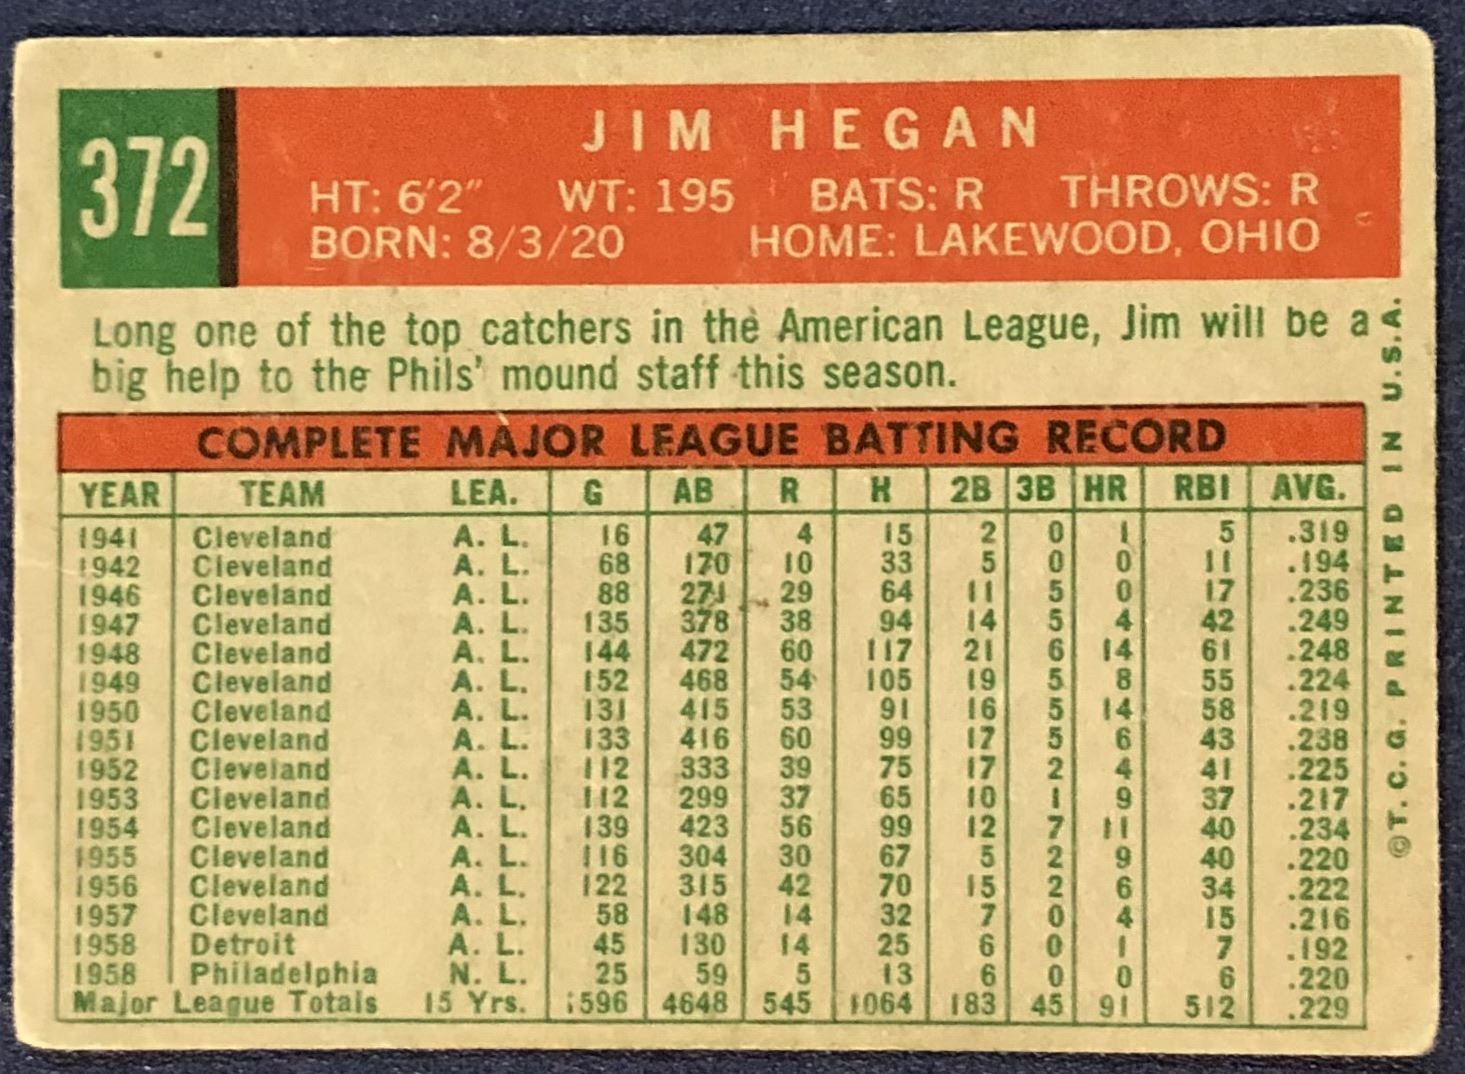 372
JIM HEGAN
HT: 6'2" WT: 195 BATS: R THROWS: R
BORN: 8/3/20 HOME: LAKEWOOD, OHIO
Long one of the top catchers in the American League, Jim will be a
big help to the Phils' mound staff this season.
COMPLETE MAJOR LEAGUE BATTING RECORD
YEAR TEAM LEA. G AB R H 2B 3B HR RBI AVG.
1941 Cleveland A. L. 16 47 4 15 2 0 1 5 .319
1942 Cleveland A. L. 68 170 10 33 5 0 0 11 .194
1946 Cleveland A. L. 88 271 29 64 11 5 0 17 .236
1947 Cleveland A. L. 135 378 38 94 14 5 4 42 .249
1948 Cleveland A. L. 144 472 60 117 21 6 14 61 .248
1949 Cleveland A. L. 152 468 54 105 19 5 8 55 .224
1950 Cleveland A. L. 131 415 53 91 16 5 14 58 .219
1951 Cleveland A. L. 133 416 60 99 17 5 6 43 .238
1952 Cleveland A. L. 112 333 39 75 17 2 4 41 .225
1953 Cleveland A. L. 112 299 37 65 10 1 9 37 .217
1954 Cleveland A. L. 139 423 56 99 12 7 11 40 .234
1955 Cleveland A. L. 116 304 30 67 5 2 9 40 .220
1956 Cleveland A. L. 122 315 42 70 15 2 6 34 .222
1957 Cleveland A. L. 58 148 14 32 7 0 4 15 .216
1958 Detroit A. L. 45 130 14 25 6 0 1 7 .192
1958 Philadelphia N. L. 25 59 5 13 6 0 0 6 .220
Major League Totals 15 Yrs. 1596 4648 545 1064 183 45 91 512 .229
©T. C. G. PRINTED IN U.S.A.